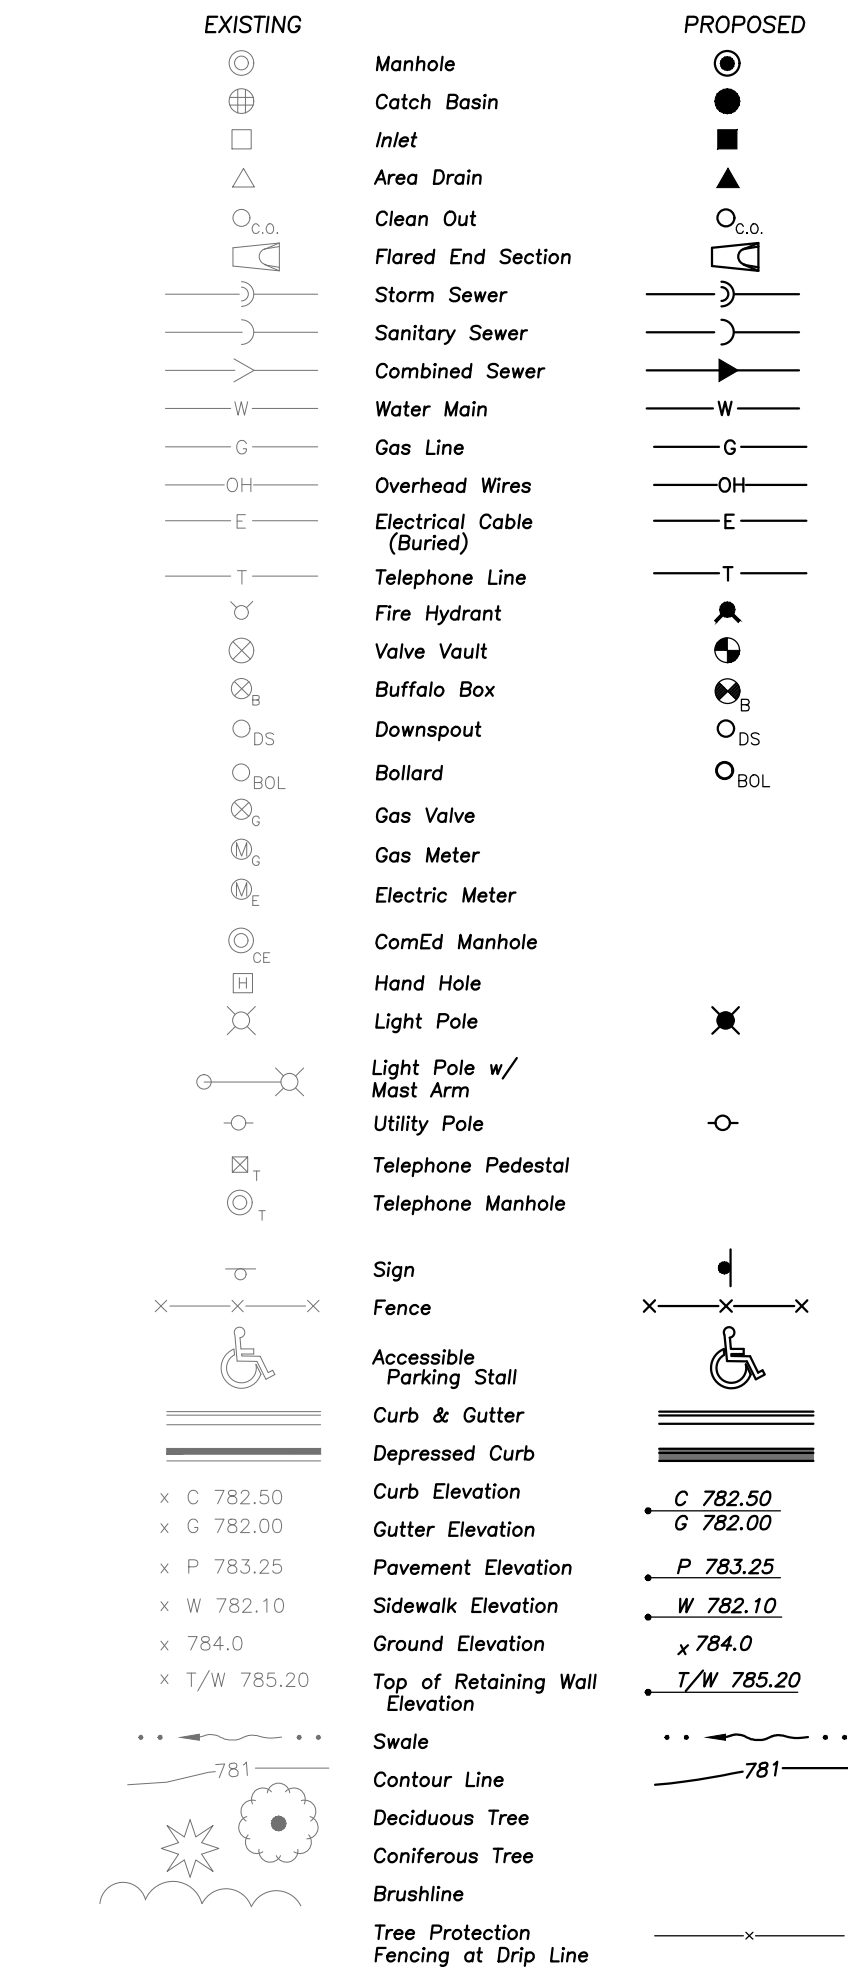 EXISTING PROPOSED
Manhole
Catch Basin
Inlet
Area Drain
C.O. Clean Out C.O.
Flared End Section
Storm Sewer
Sanitary Sewer
Combined Sewer
W Water Main W
G Gas Line G
OH Overhead Wires OH
E Electrical Cable E
(Buried)
T Telephone Line T
Fire Hydrant
Valve Vault
B Buffalo Box B
DS Downspout DS
BOL Bollard BOL
G Gas Valve
M G Gas Meter
M E Electric Meter
CE ComEd Manhole
H Hand Hole
Light Pole
Light Pole w/
Mast Arm
Utility Pole
T Telephone Pedestal
T Telephone Manhole
Sign
Fence
Accessible
Parking Stall
Curb & Gutter
Depressed Curb
x C 782.50 Curb Elevation C 782.50
x G 782.00 Gutter Elevation G 782.00
x P 783.25 Pavement Elevation P 783.25
x W 782.10 Sidewalk Elevation W 782.10
x 784.0 Ground Elevation x 784.0
x T/W 785.20 Top of Retaining Wall T/W 785.20
Elevation
Swale
781 Contour Line 781
Deciduous Tree
Coniferous Tree
Brushline
Tree Protection
Fencing at Drip Line